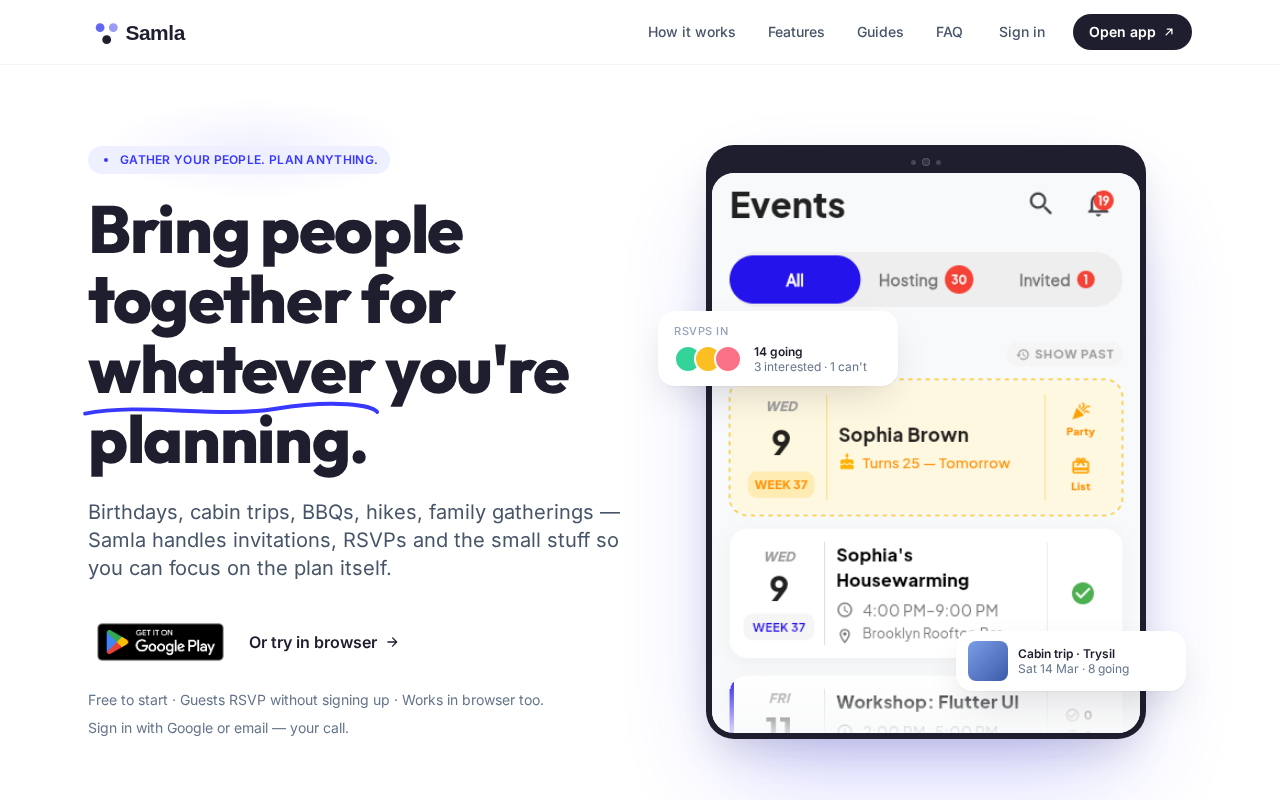 Samla
How it works
Features
Guides
FAQ
Sign in
Open app
GATHER YOUR PEOPLE. PLAN ANYTHING.
Bring people
together for
whatever you're
planning.
Birthdays, cabin trips, BBQs, hikes, family gatherings —
Samla handles invitations, RSVPs and the small stuff so
you can focus on the plan itself.
GET IT ON
Google Play
Or try in browser
Free to start · Guests RSVP without signing up · Works in browser too.
Sign in with Google or email — your call.
Events
19
All
Hosting 30
Invited 1
RSVPS IN
14 going
3 interested · 1 can't
SHOW PAST
WED
9
WEEK 37
Sophia Brown
Turns 25 — Tomorrow
Party
List
WED
9
WEEK 37
Sophia's
Housewarming
4:00 PM–9:00 PM
Brooklyn Rooftop
Cabin trip · Trysil
Sat 14 Mar · 8 going
FRI
11
Workshop: Flutter UI
0